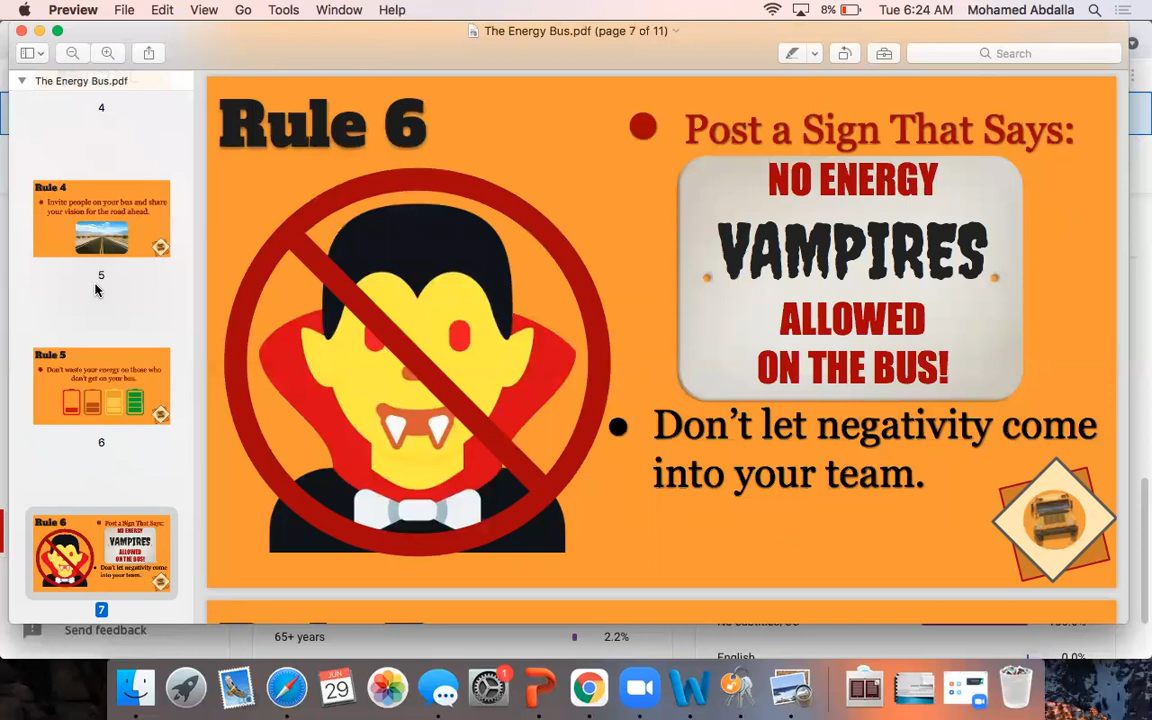 Preview File Edit View Go Tools Window Help 8% Tue 6:24 AM Mohamed Abdalla
The Energy Bus.pdf (page 7 of 11)
Search
The Energy Bus.pdf
4
Rule 4
Invite people on your bus and share
your vision for the road ahead.
5
Rule 5
Don't waste your energy on those who
don't get on your bus.
6
Rule 6
Post a Sign That Says:
NO ENERGY
VAMPIRES
ALLOWED
ON THE BUS!
Don't let negativity come
into your team.
7
Rule 6
• Post a Sign That Says:
NO ENERGY
VAMPIRES
ALLOWED
ON THE BUS!
• Don’t let negativity come
into your team.
Send feedback
65+ years 2.2%
English 0.0%
JUN
29
1